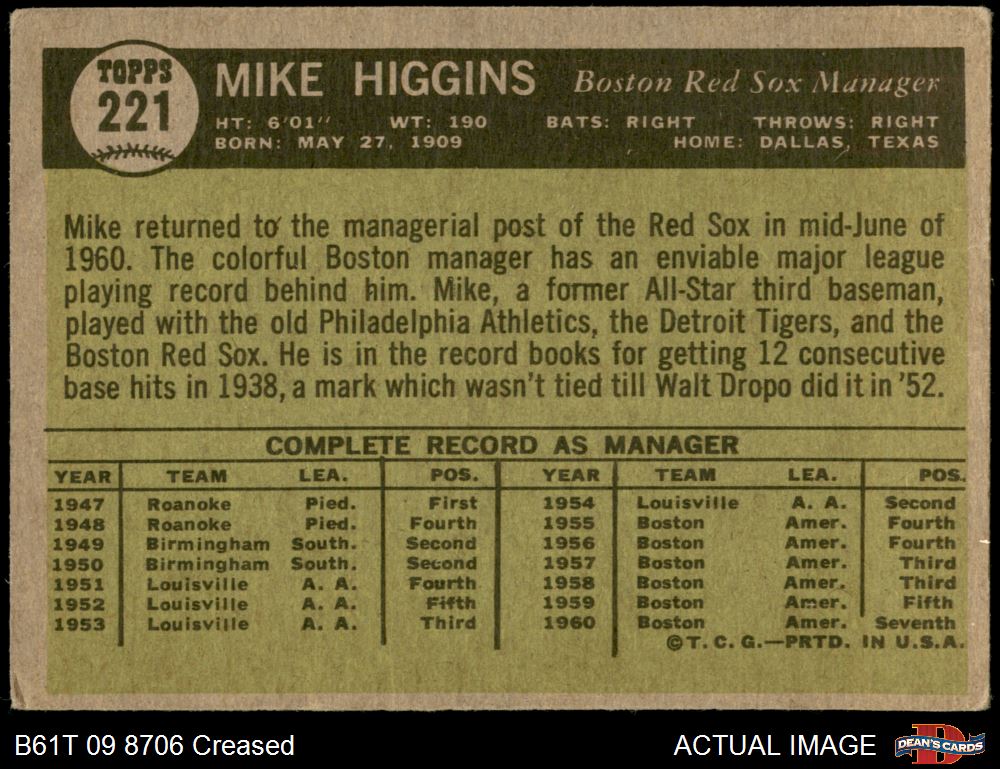 TOPPS
221
MIKE HIGGINS Boston Red Sox Manager
HT: 6'01" WT: 190 BATS: RIGHT THROWS: RIGHT
BORN: MAY 27, 1909 HOME: DALLAS, TEXAS
Mike returned to the managerial post of the Red Sox in mid-June of
1960. The colorful Boston manager has an enviable major league
playing record behind him. Mike, a former All-Star third baseman,
played with the old Philadelphia Athletics, the Detroit Tigers, and the
Boston Red Sox. He is in the record books for getting 12 consecutive
base hits in 1938, a mark which wasn't tied till Walt Dropo did it in '52.
COMPLETE RECORD AS MANAGER
YEAR TEAM LEA. POS. YEAR TEAM LEA. POS.
1947 Roanoke Pied. First 1954 Louisville A. A. Second
1948 Roanoke Pied. Fourth 1955 Boston Amer. Fourth
1949 Birmingham South. Second 1956 Boston Amer. Fourth
1950 Birmingham South. Second 1957 Boston Amer. Third
1951 Louisville A. A. Fourth 1958 Boston Amer. Third
1952 Louisville A. A. Fifth 1959 Boston Amer. Fifth
1953 Louisville A. A. Third 1960 Boston Amer. Seventh
©T. C. G.—PRTD. IN U.S.A.
B61T 09 8706 Creased ACTUAL IMAGE DEAN'S CARDS